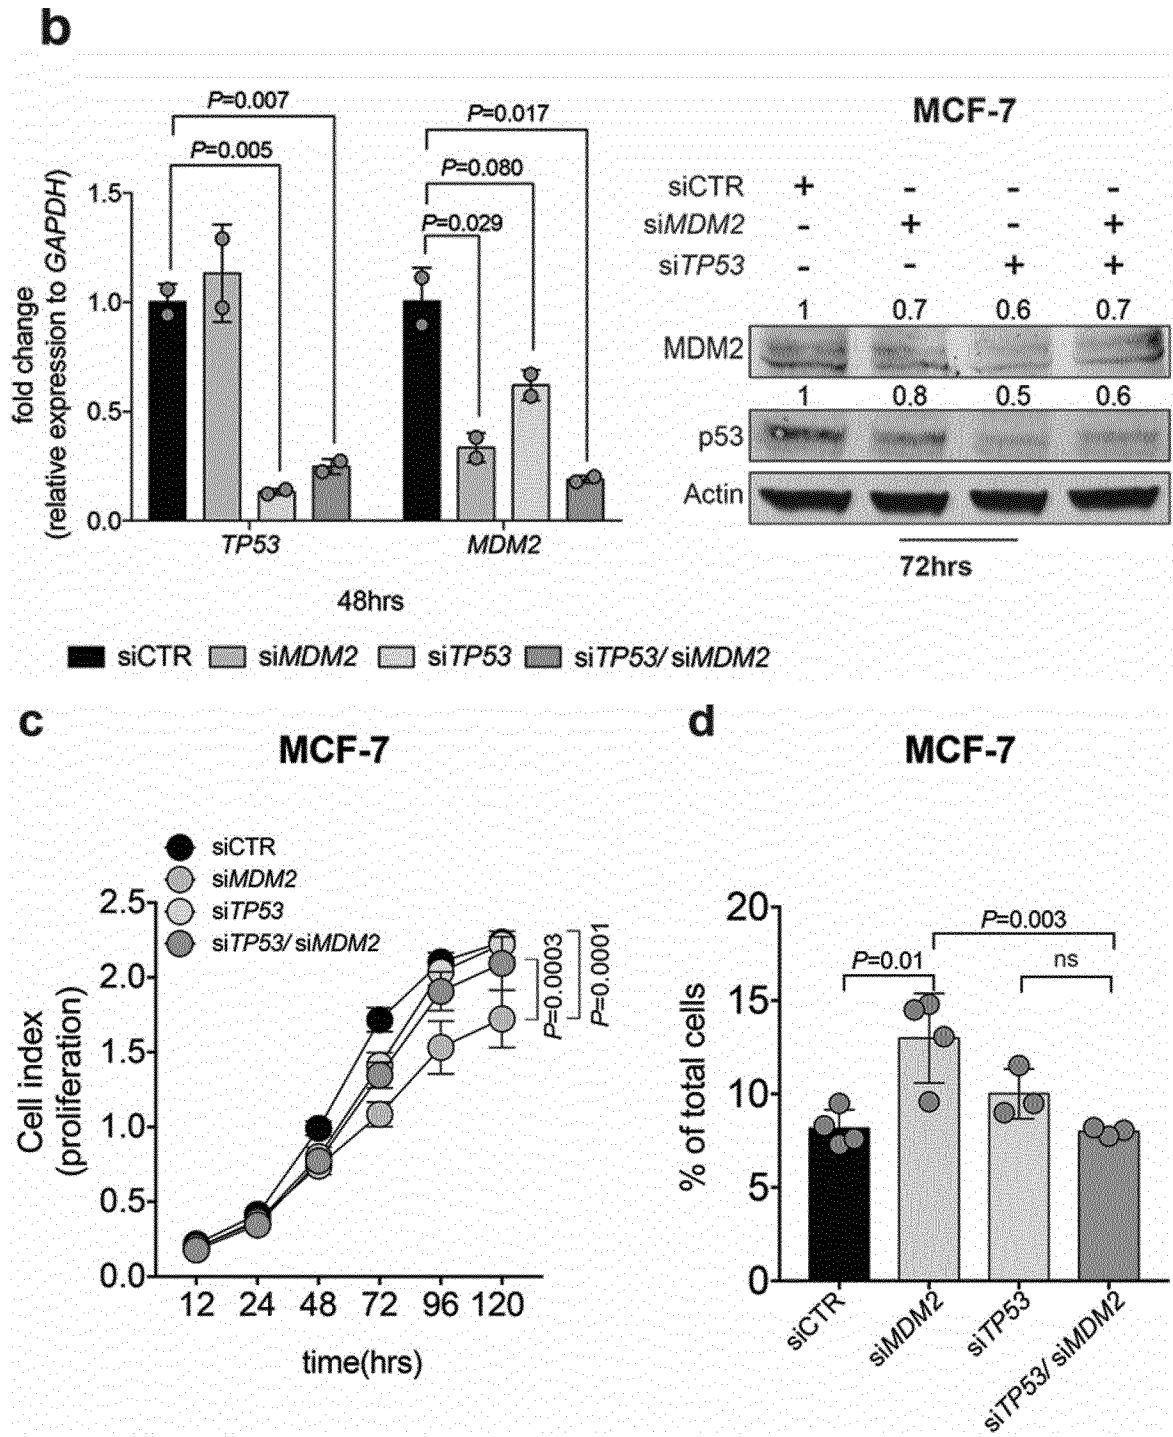 b
P=0.007
P=0.005
P=0.017
P=0.080
P=0.029
fold change
(relative expression to GAPDH)
1.5
1.0
0.5
0.0
TP53
MDM2
48hrs
siCTR
siMDM2
siTP53
siTP53/ siMDM2
MCF-7
siCTR + - - -
siMDM2 - + - +
siTP53 - - + +
1 0.7 0.6 0.7
MDM2
1 0.8 0.5 0.6
p53
Actin
72hrs
c
MCF-7
siCTR
siMDM2
siTP53
siTP53/ siMDM2
Cell index
(proliferation)
2.5
2.0
1.5
1.0
0.5
0.0
12 24 48 72 96 120
time(hrs)
P=0.0003
P=0.0001
d
MCF-7
% of total cells
20
15
10
5
0
P=0.003
P=0.01
ns
siCTR
siMDM2
siTP53
siTP53/ siMDM2